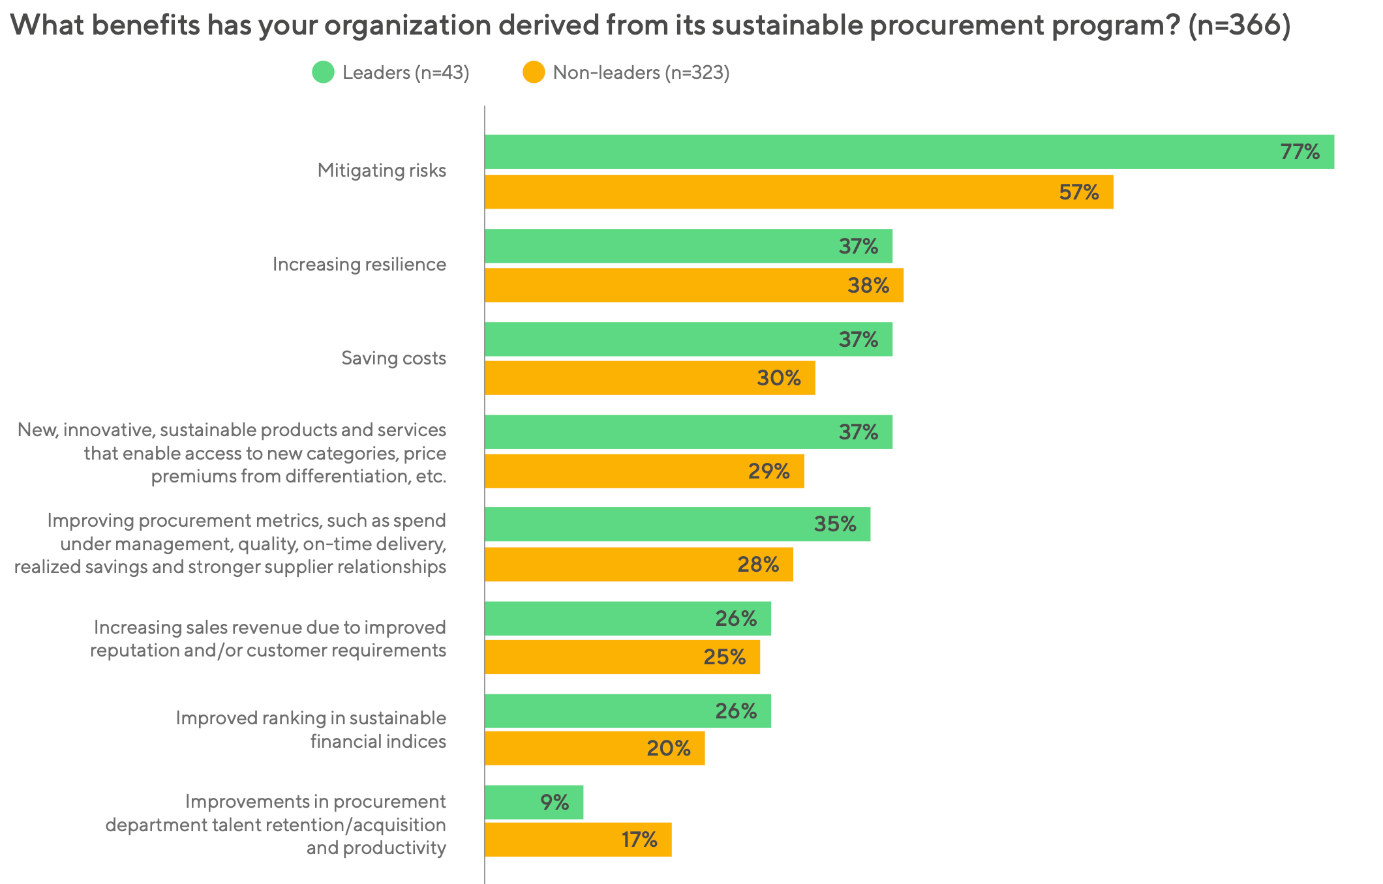 What benefits has your organization derived from its sustainable procurement program? (n=366)
Leaders (n=43)
Non-leaders (n=323)
Mitigating risks
77%
57%
Increasing resilience
37%
38%
Saving costs
37%
30%
New, innovative, sustainable products and services
that enable access to new categories, price
premiums from differentiation, etc.
37%
29%
Improving procurement metrics, such as spend
under management, quality, on-time delivery,
realized savings and stronger supplier relationships
35%
28%
Increasing sales revenue due to improved
reputation and/or customer requirements
26%
25%
Improved ranking in sustainable
financial indices
26%
20%
Improvements in procurement
department talent retention/acquisition
and productivity
9%
17%